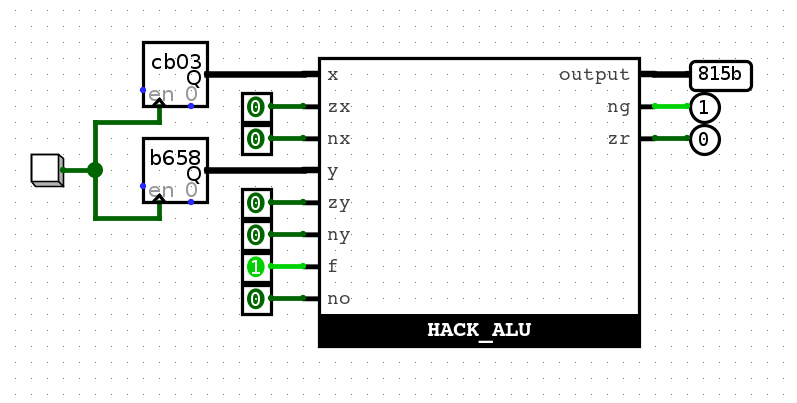 cb03
Q
en 0
b658
Q
en 0
0
0
0
0
1
0
x
zx
nx
y
zy
ny
f
no
output
ng
zr
815b
1
0
HACK_ALU